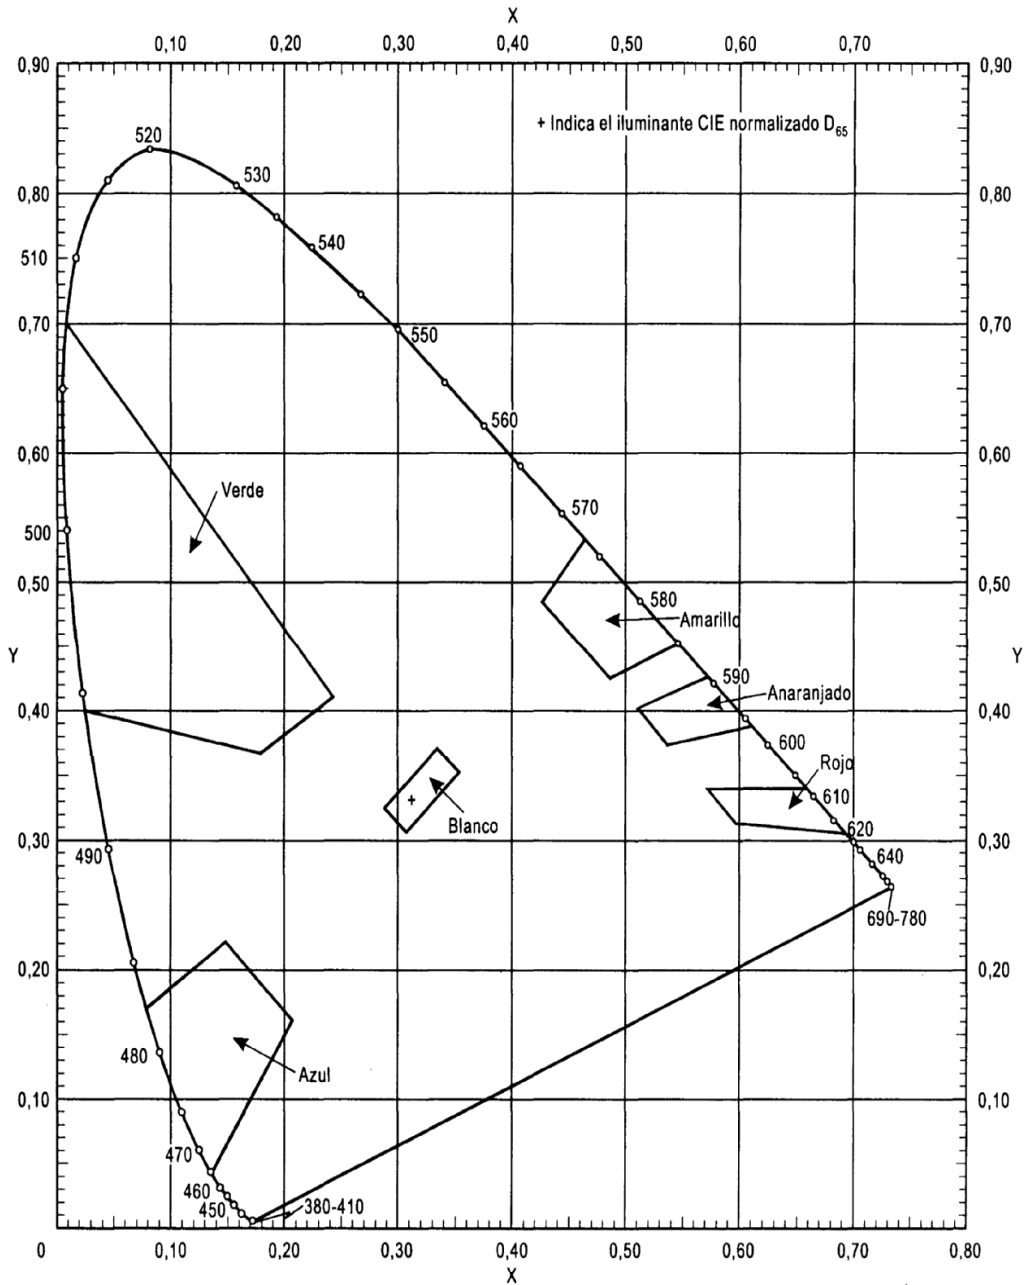 X
0,10 0,20 0,30 0,40 0,50 0,60 0,70
0,90 0,90
+ Indica el iluminante CIE normalizado D65
520
530
0,80 0,80
540
510
0,70 0,70
550
560
0,60 0,60
Verde
570
500
0,50 0,50
580
Amarillo
Y Y
590
Anaranjado
0,40 0,40
600
Rojo
610
Blanco
620
0,30 0,30
490 640
690-780
0,20 0,20
480
Azul
0,10 0,10
470
460
450 380-410
0 0,10 0,20 0,30 0,40 0,50 0,60 0,70 0,80
X